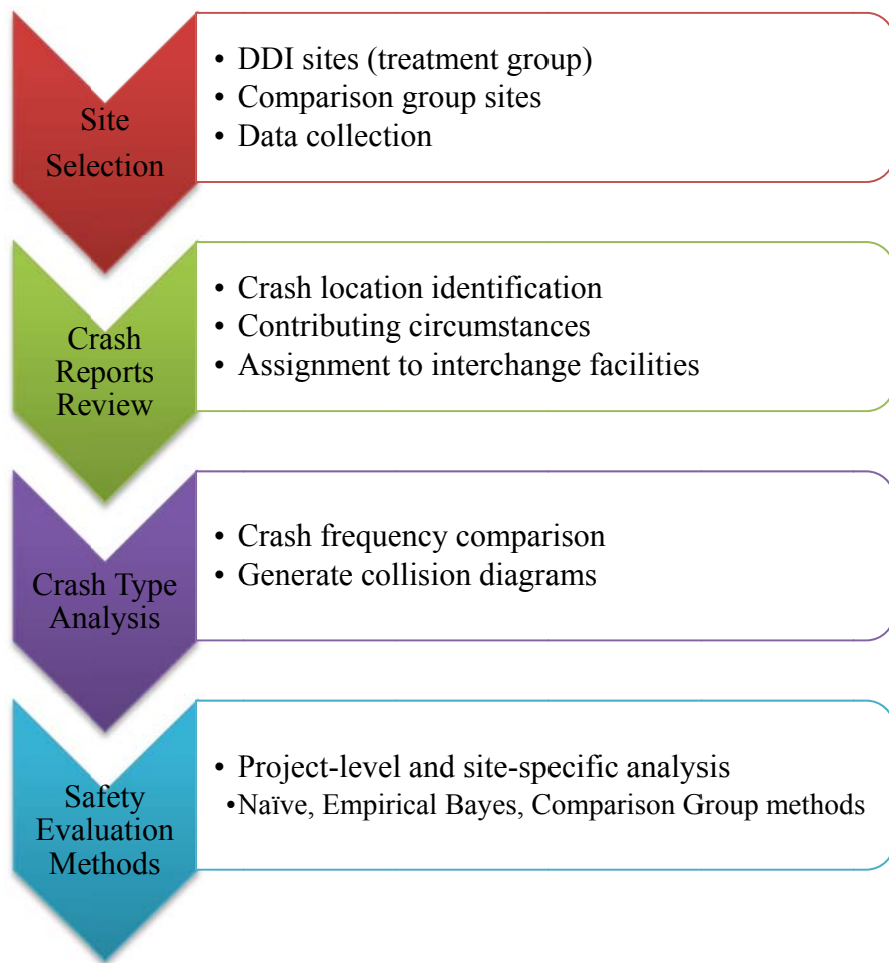 Site
Selection
• DDI sites (treatment group)
• Comparison group sites
• Data collection
Crash
Reports
Review
• Crash location identification
• Contributing circumstances
• Assignment to interchange facilities
Crash Type
Analysis
• Crash frequency comparison
• Generate collision diagrams
Safety
Evaluation
Methods
• Project-level and site-specific analysis
•Naïve, Empirical Bayes, Comparison Group methods